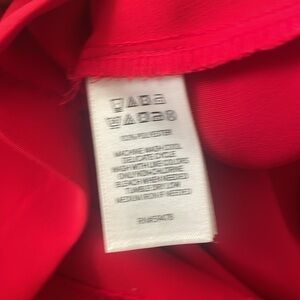 100% POLYESTER
MACHINE WASH COOL
DELICATE CYCLE
WASH WITH LIKE COLORS
ONLY NON-CHLORINE
BLEACH WHEN NEEDED
TUMBLE DRY LOW
MEDIUM IRON IF NEEDED